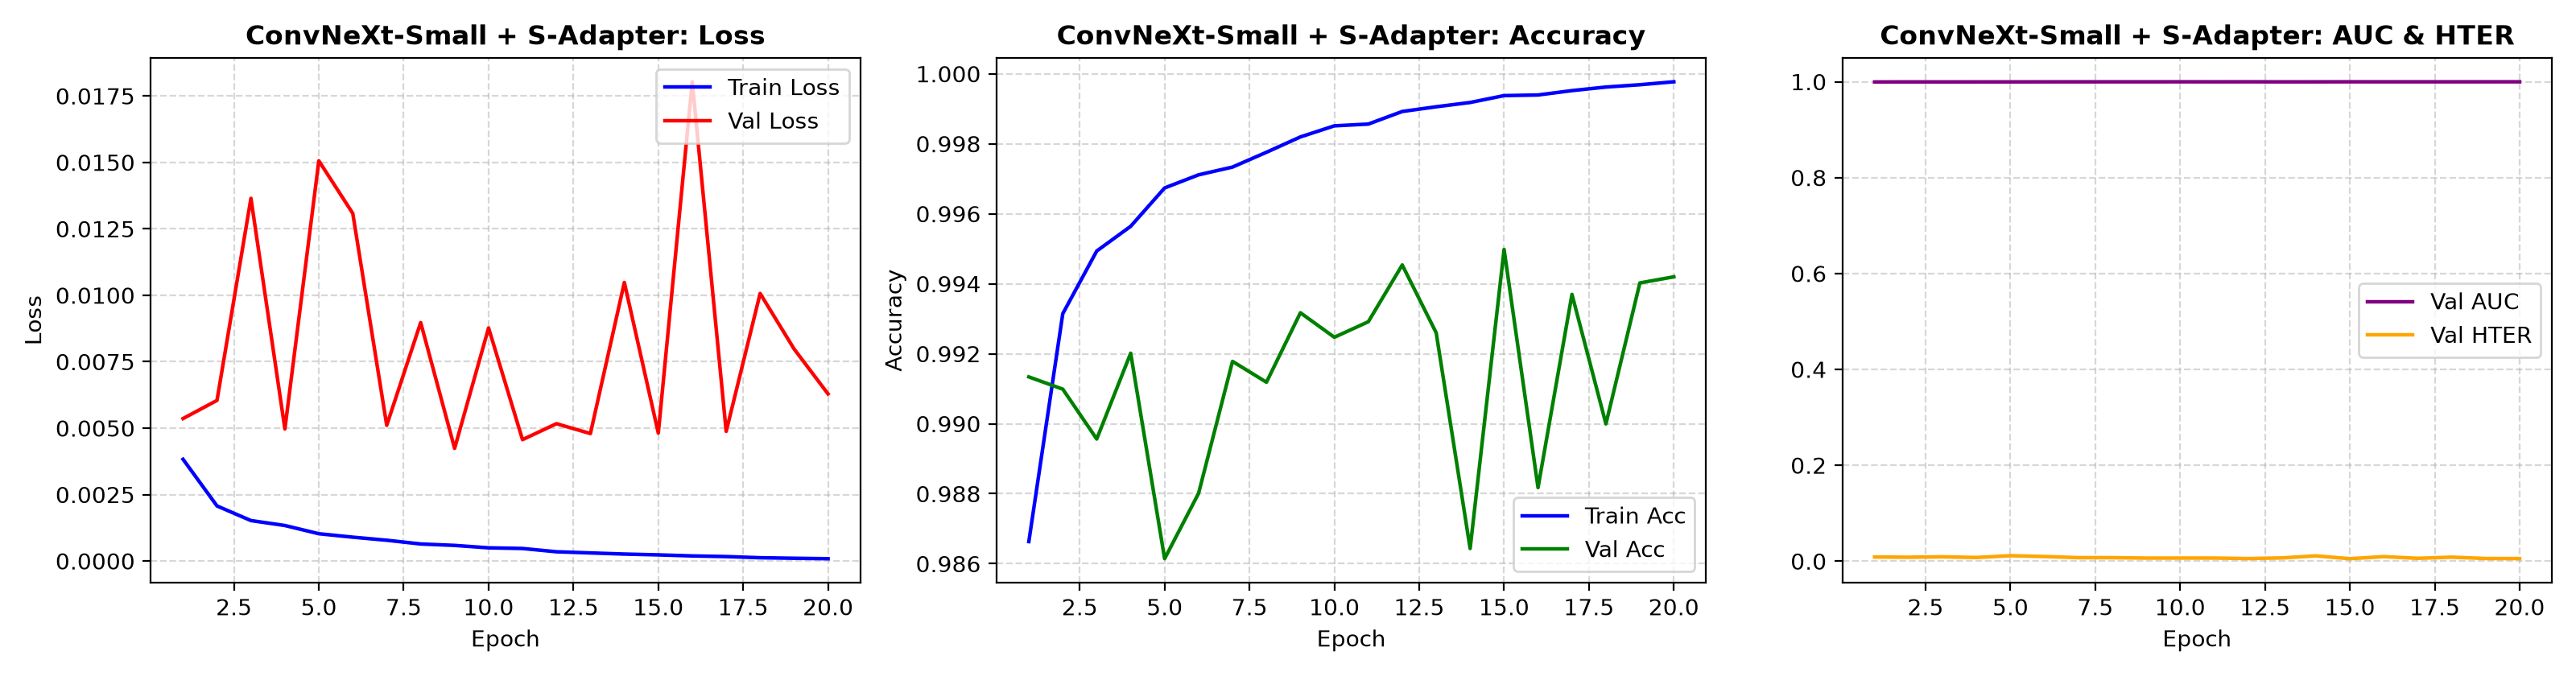 ConvNeXt-Small + S-Adapter: Loss
0.0175
0.0150
0.0125
0.0100
0.0075
0.0050
0.0025
0.0000
Loss
Train Loss
Val Loss
2.5 5.0 7.5 10.0 12.5 15.0 17.5 20.0
Epoch
ConvNeXt-Small + S-Adapter: Accuracy
1.000
0.998
0.996
0.994
0.992
0.990
0.988
0.986
Accuracy
Train Acc
Val Acc
2.5 5.0 7.5 10.0 12.5 15.0 17.5 20.0
Epoch
ConvNeXt-Small + S-Adapter: AUC & HTER
1.0
0.8
0.6
0.4
0.2
0.0
Val AUC
Val HTER
2.5 5.0 7.5 10.0 12.5 15.0 17.5 20.0
Epoch